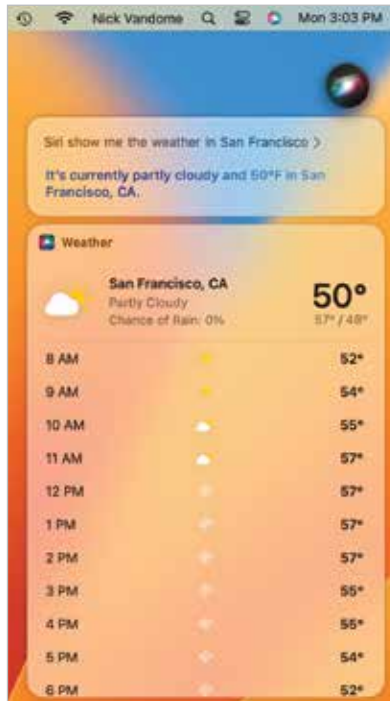 Nick Vandome Mon 3:03 PM
Siri show me the weather in San Francisco >
It's currently partly cloudy and 50°F in San
Francisco, CA.
Weather
San Francisco, CA 50°
Partly Cloudy
Chance of Rain: 0% 57° / 48°
8 AM 52°
9 AM 54°
10 AM 55°
11 AM 57°
12 PM 57°
1 PM 57°
2 PM 57°
3 PM 55°
4 PM 55°
5 PM 54°
6 PM 52°